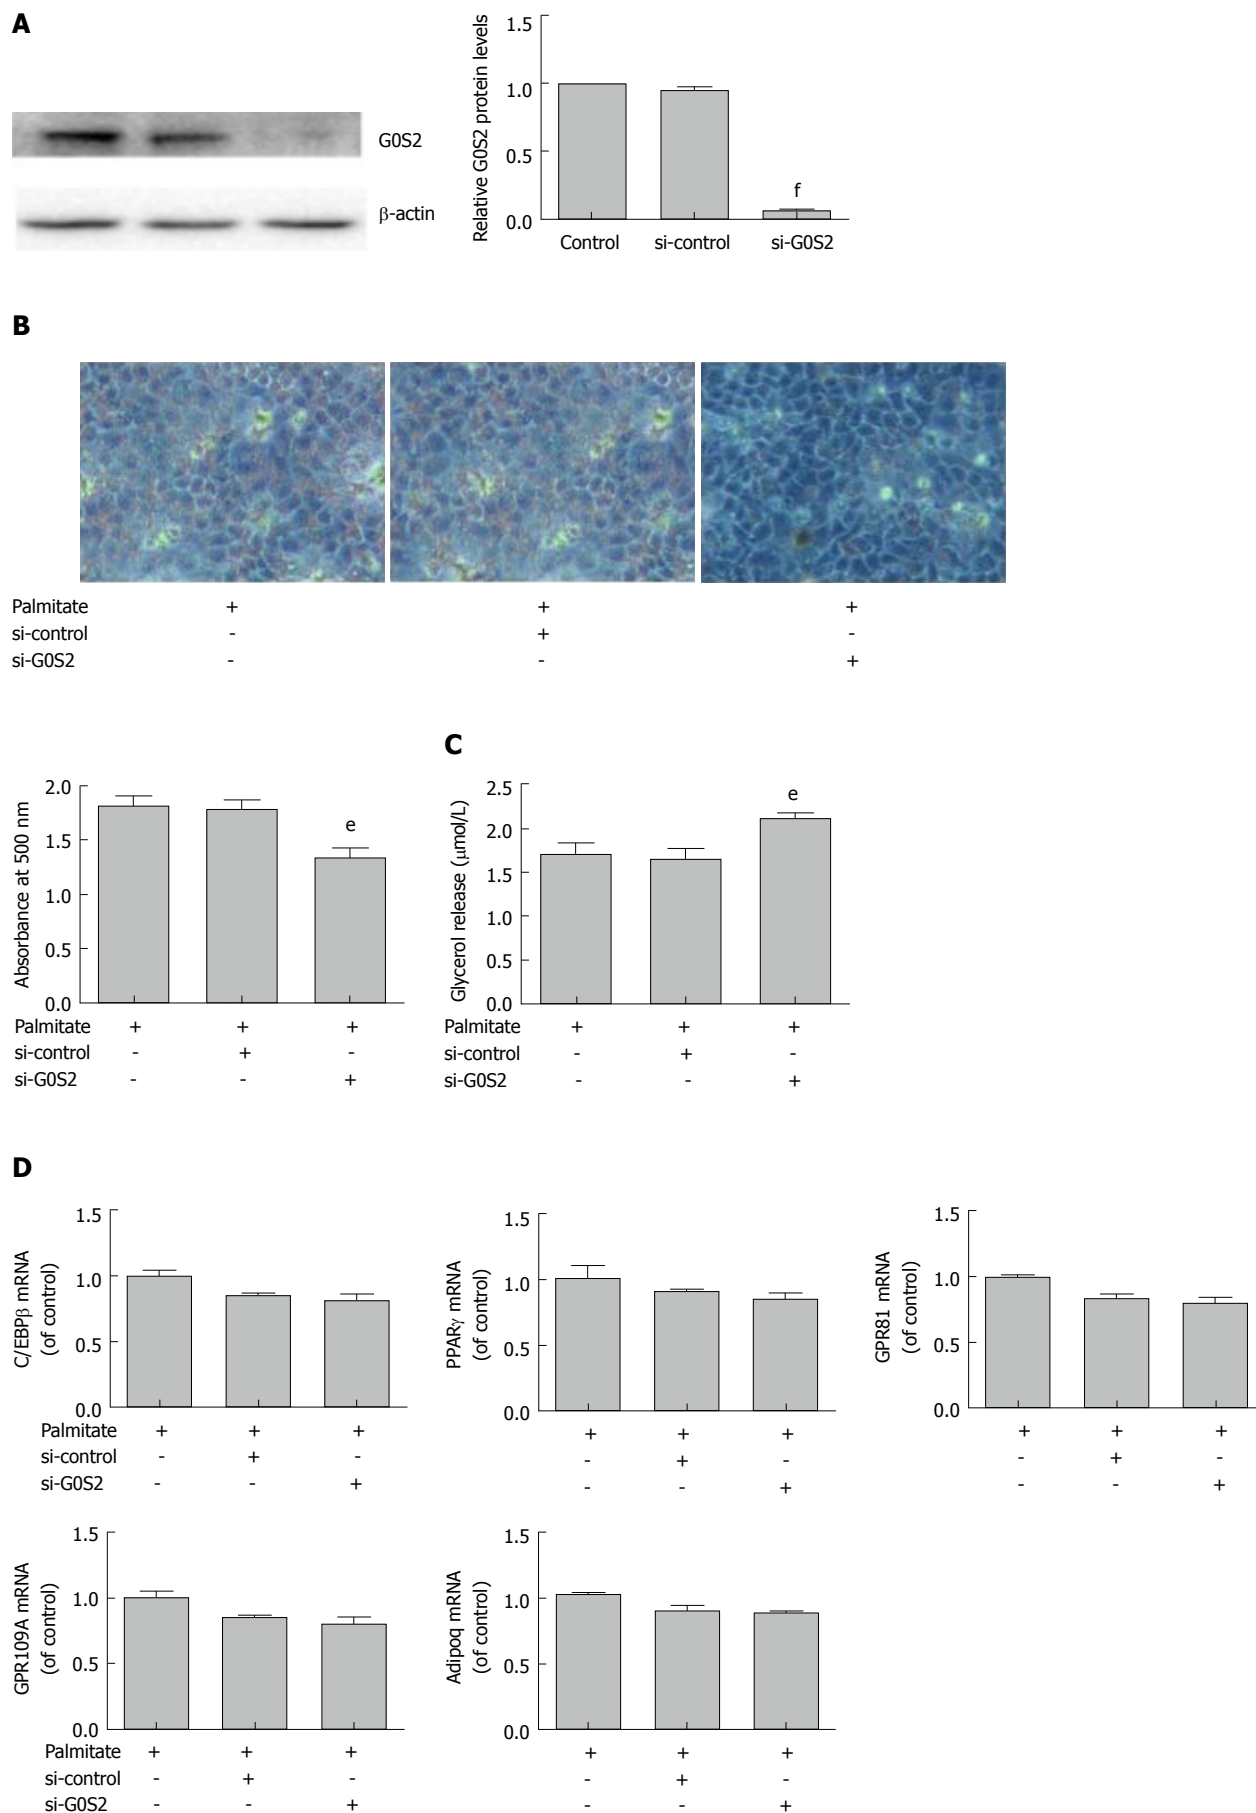 A
G0S2
β-actin
Relative G0S2 protein levels
1.5
1.0
0.5
0.0
f
Control si-control si-G0S2
B
Palmitate + + +
si-control - + -
si-G0S2 - - +
Absorbance at 500 nm
2.0
1.5
1.0
0.5
0.0
e
Palmitate + + +
si-control - + -
si-G0S2 - - +
C
Glycerol release (μmol/L)
2.5
2.0
1.5
1.0
0.5
0.0
e
Palmitate + + +
si-control - + -
si-G0S2 - - +
D
C/EBPβ mRNA
(of control)
1.5
1.0
0.5
0.0
Palmitate + + +
si-control - + -
si-G0S2 - - +
PPARγ mRNA
(of control)
1.5
1.0
0.5
0.0
+ + +
- + -
- - +
GPR81 mRNA
(of control)
1.5
1.0
0.5
0.0
+ + +
- + -
- - +
GPR109A mRNA
(of control)
1.5
1.0
0.5
0.0
Palmitate + + +
si-control - + -
si-G0S2 - - +
Adipoq mRNA
(of control)
1.5
1.0
0.5
0.0
+ + +
- + -
- - +